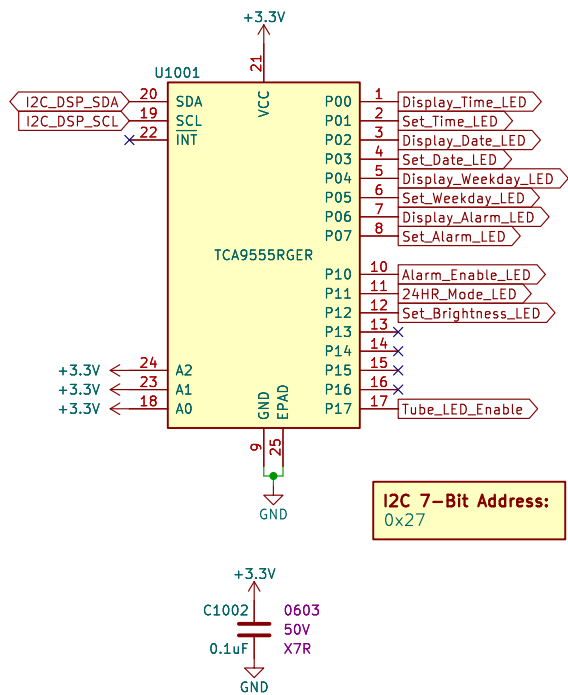 +3.3V
U1001
21
VCC
I2C_DSP_SDA 20 SDA P00 1 Display_Time_LED
I2C_DSP_SCL 19 SCL P01 2 Set_Time_LED
22 INT P02 3 Display_Date_LED
P03 4 Set_Date_LED
P04 5 Display_Weekday_LED
P05 6 Set_Weekday_LED
P06 7 Display_Alarm_LED
P07 8 Set_Alarm_LED
TCA9555RGER
P10 10 Alarm_Enable_LED
P11 11 24HR_Mode_LED
P12 12 Set_Brightness_LED
P13 13
P14 14
+3.3V 24 A2 P15 15
+3.3V 23 A1 P16 16
+3.3V 18 A0 P17 17 Tube_LED_Enable
GND EPAD
9 25
GND
I2C 7-Bit Address:
0x27
+3.3V
C1002 0603
50V
0.1uF X7R
GND